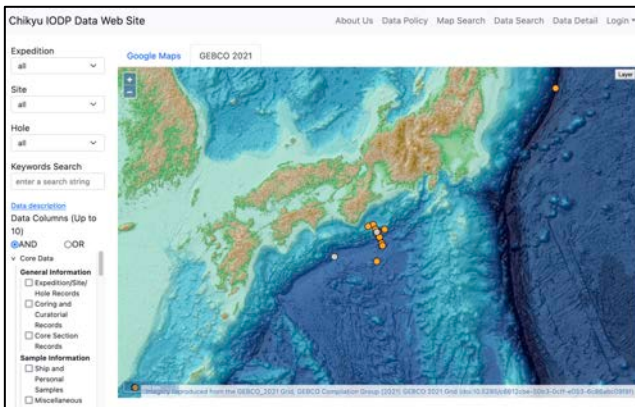 Chikyu IODP Data Web Site
About Us Data Policy Map Search Data Search Data Detail Login
Expedition
all
Site
all
Hole
all
Keywords Search
enter a search string
Data description
Data Columns (Up to
10)
AND OR
Core Data
General Information
Expedition/Site/
Hole Records
Coring and
Curatorial
Records
Core Section
Records
Sample Information
Ship and
Personal
Samples
Miscellaneous
Google Maps GEBCO 2021
+
−
Layer
Imagery reproduced from the GEBCO_2021 Grid, GEBCO Compilation Group (2021) GEBCO 2021 Grid